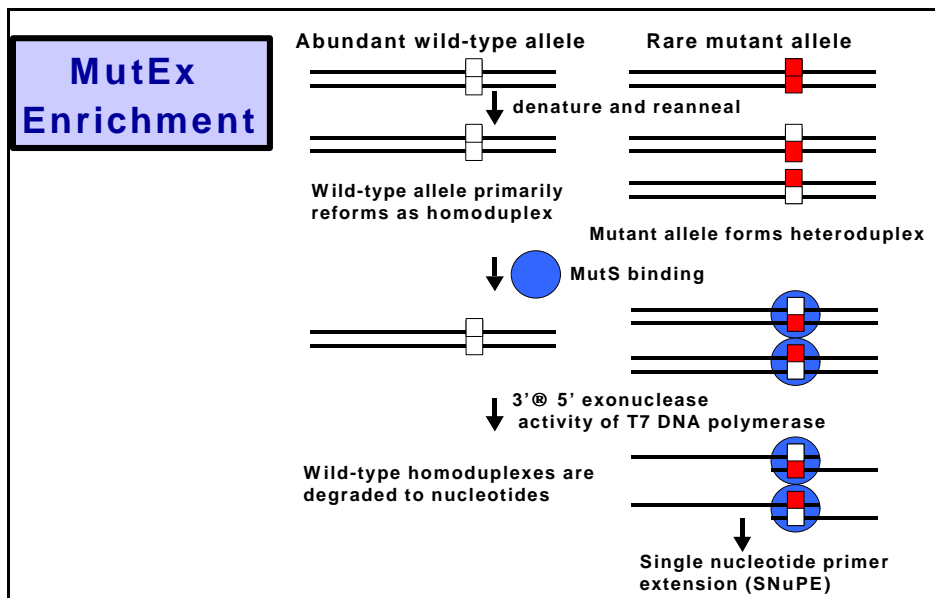 MutEx
Enrichment
Abundant wild-type allele
Rare mutant allele
denature and reanneal
Wild-type allele primarily
reforms as homoduplex
Mutant allele forms heteroduplex
MutS binding
3’® 5’ exonuclease
activity of T7 DNA polymerase
Wild-type homoduplexes are
degraded to nucleotides
Single nucleotide primer
extension (SNuPE)